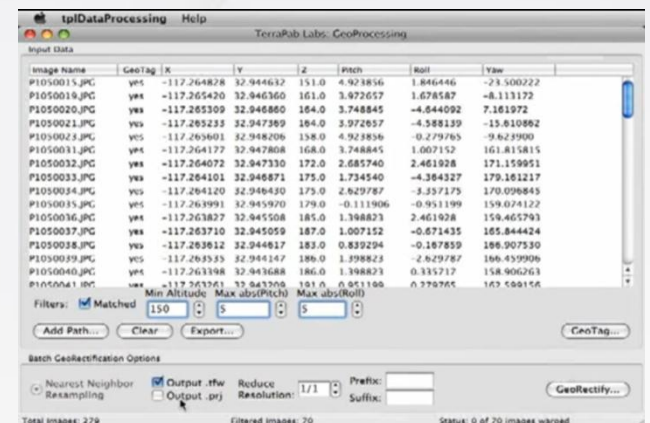 tplDataProcessing Help
TerraPab Labs: GeoProcessing
Input Data
Image Name GeoTag X Y Z Pitch Roll Yaw
P1050015.JPG yes -117.264828 32.944632 151.0 4.923856 1.846446 -23.500222
P1050019.JPG yes -117.265420 32.946360 161.0 3.972657 1.678587 -8.113172
P1050020.JPG yes -117.265309 32.946860 164.0 3.748845 -4.644092 7.161972
P1050021.JPG yes -117.265233 32.947369 164.0 3.972657 -4.588139 -15.610862
P1050023.JPG yes -117.265601 32.948206 158.0 4.923856 -0.279765 -9.623900
P1050031.JPG yes -117.264177 32.947808 168.0 3.748845 1.007152 161.815815
P1050032.JPG yes -117.264072 32.947330 172.0 2.685740 2.461928 171.159951
P1050033.JPG yes -117.264101 32.946871 175.0 1.734540 -4.364327 179.161217
P1050034.JPG yes -117.264120 32.946430 175.0 2.629787 -3.357175 170.096845
P1050035.JPG yes -117.263991 32.945970 179.0 -0.111906 -0.951199 159.074122
P1050036.JPG yes -117.263827 32.945508 185.0 1.398823 2.461928 159.465793
P1050037.JPG yes -117.263710 32.945059 187.0 1.007152 -0.671435 165.844424
P1050038.JPG yes -117.263612 32.944617 183.0 0.839294 -0.167859 166.907530
P1050039.JPG yes -117.263535 32.944147 186.0 1.398823 -2.629787 166.459906
P1050040.JPG yes -117.263398 32.943688 186.0 1.398823 0.335717 158.906263
P1050041.JPG yes -117.263261 32.943209 191.0 0.951199 0.279765 162.599156
Min Altitude Max abs(Pitch) Max abs(Roll)
Filters: Matched 150 5 5
Add Path... Clear Export... GeoTag...
Batch GeoRectification Options
Nearest Neighbor Resampling
Output .tfw
Output .prj
Reduce Resolution: 1/1
Prefix:
Suffix:
GeoRectify...
Total Images: 279 Filtered Images: 70 Status: 0 of 70 images warped